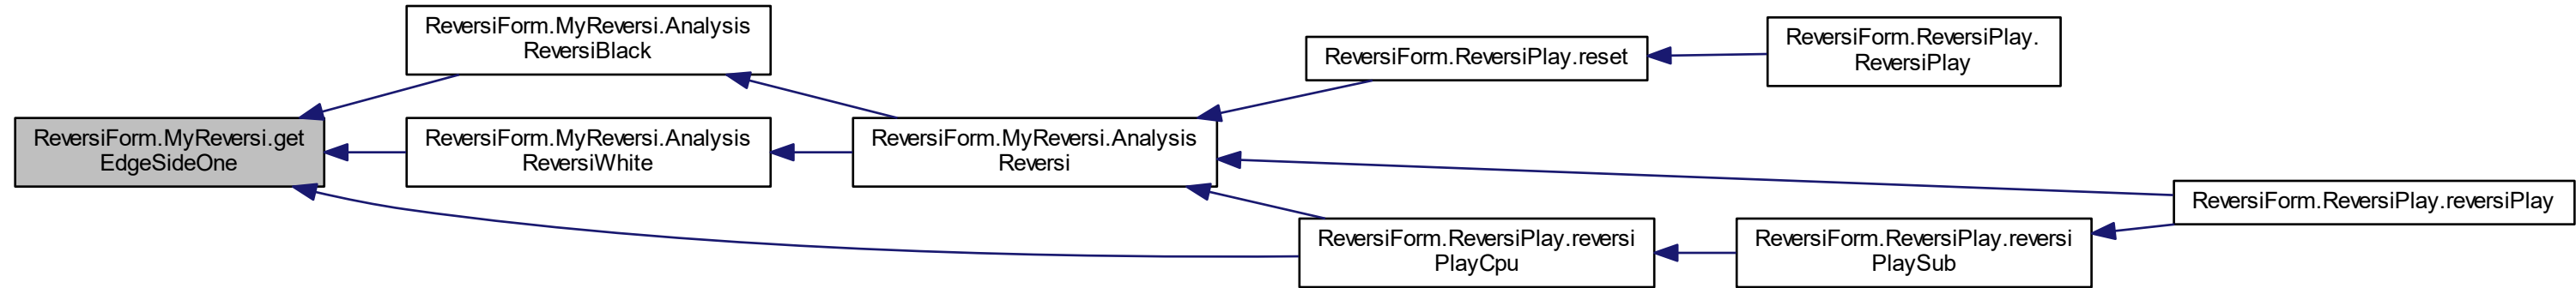 ReversiForm.MyReversi.get
EdgeSideOne
ReversiForm.MyReversi.Analysis
ReversiBlack
ReversiForm.MyReversi.Analysis
ReversiWhite
ReversiForm.MyReversi.Analysis
Reversi
ReversiForm.ReversiPlay.reset
ReversiForm.ReversiPlay.
ReversiPlay
ReversiForm.ReversiPlay.reversi
PlayCpu
ReversiForm.ReversiPlay.reversi
PlaySub
ReversiForm.ReversiPlay.reversiPlay